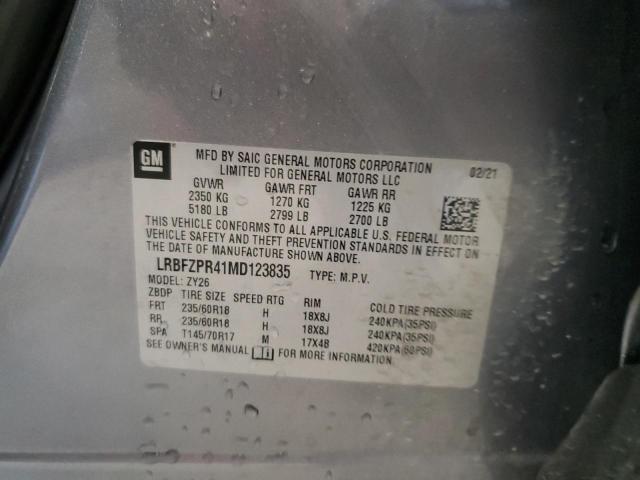 GM
MFD BY SAIC GENERAL MOTORS CORPORATION 02/21
LIMITED FOR GENERAL MOTORS LLC
GVWR GAWR FRT GAWR RR
2350 KG 1270 KG 1225 KG
5180 LB 2799 LB 2700 LB
THIS VEHICLE CONFORMS TO ALL APPLICABLE U.S. FEDERAL MOTOR
VEHICLE SAFETY AND THEFT PREVENTION STANDARDS IN EFFECT ON
THE DATE OF MANUFACTURE SHOWN ABOVE.
LRBFZPR41MD123835 TYPE: M.P.V.
MODEL: ZY26
ZBDP TIRE SIZE SPEED RTG RIM COLD TIRE PRESSURE
FRT 235/60R18 H 18X8J 240KPA(35PSI)
RR 235/60R18 H 18X8J 240KPA(35PSI)
SPA T145/70R17 M 17X4B 420KPA(60PSI)
SEE OWNER'S MANUAL FOR MORE INFORMATION.